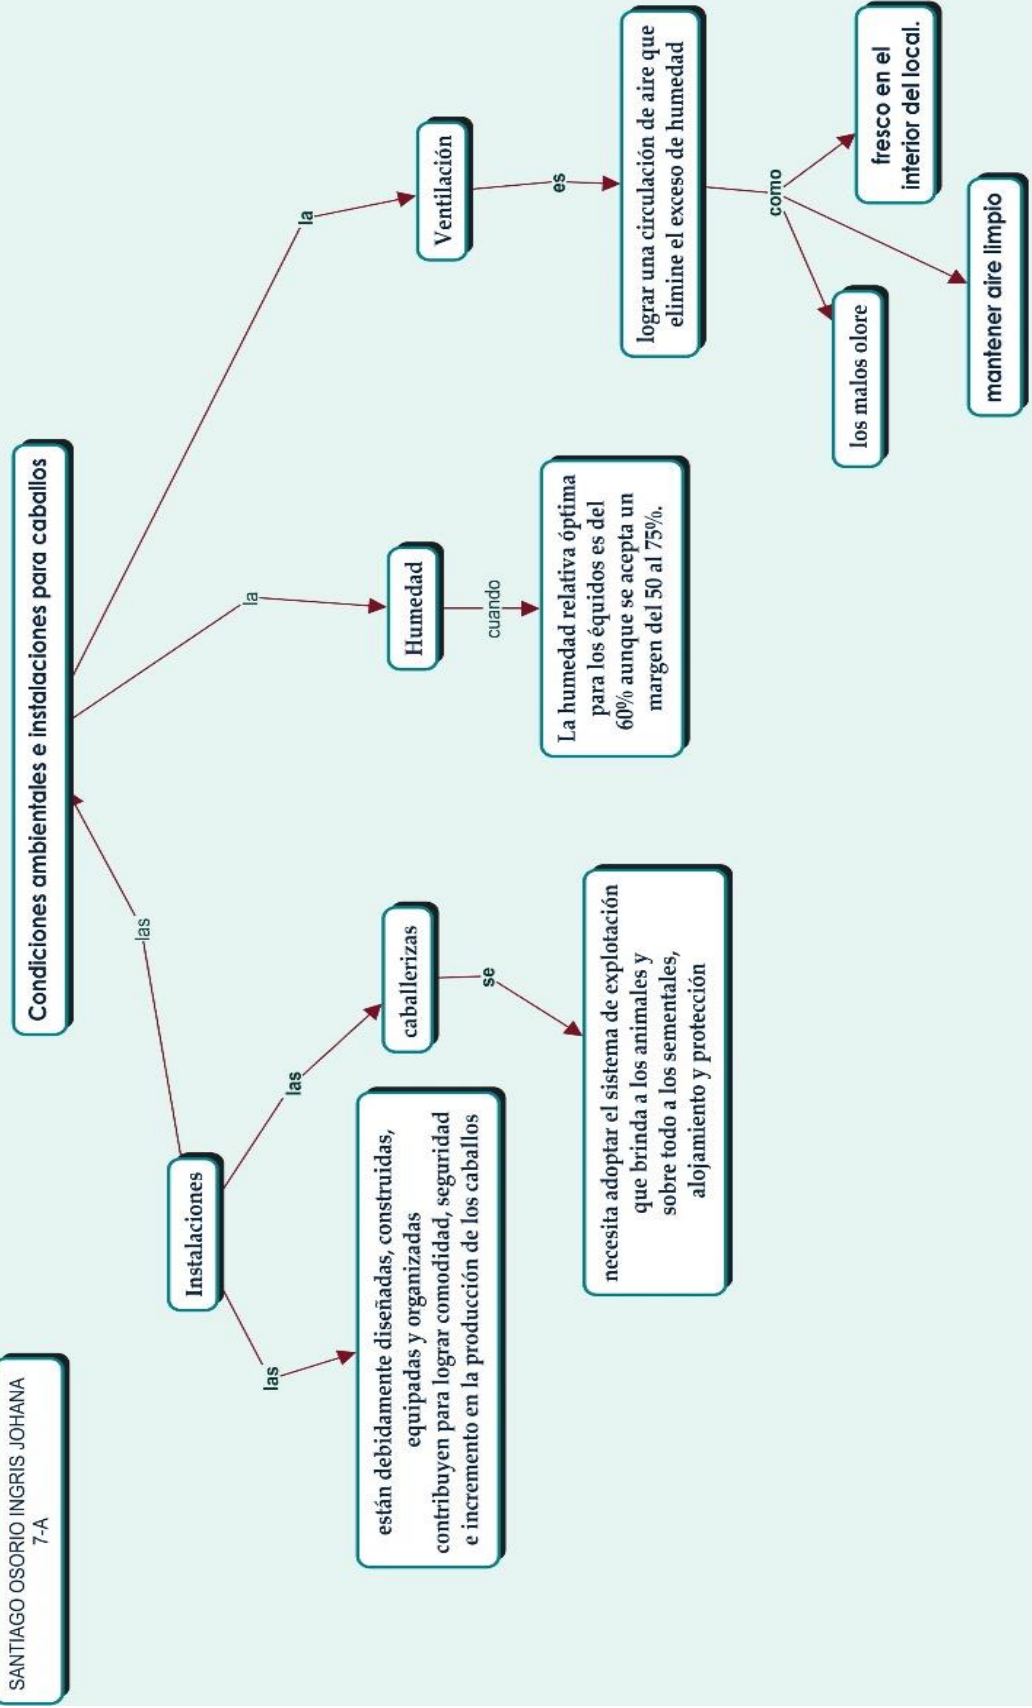 SANTIAGO OSORIO INGRIS JOHANA
7-A
Condiciones ambientales e instalaciones para caballos
las
la
la
Instalaciones
las
las
están debidamente diseñadas, construidas,
equipadas y organizadas
contribuyen para lograr comodidad, seguridad
e incremento en la producción de los caballos
caballerizas
se
necesita adoptar el sistema de explotación
que brinda a los animales y
sobre todo a los sementales,
alojamiento y protección
Humedad
cuando
La humedad relativa óptima
para los équidos es del
60% aunque se acepta un
margen del 50 al 75%.
Ventilación
es
lograr una circulación de aire que
elimine el exceso de humedad
como
los malos olore
mantener aire limpio
fresco en el
interior del local.